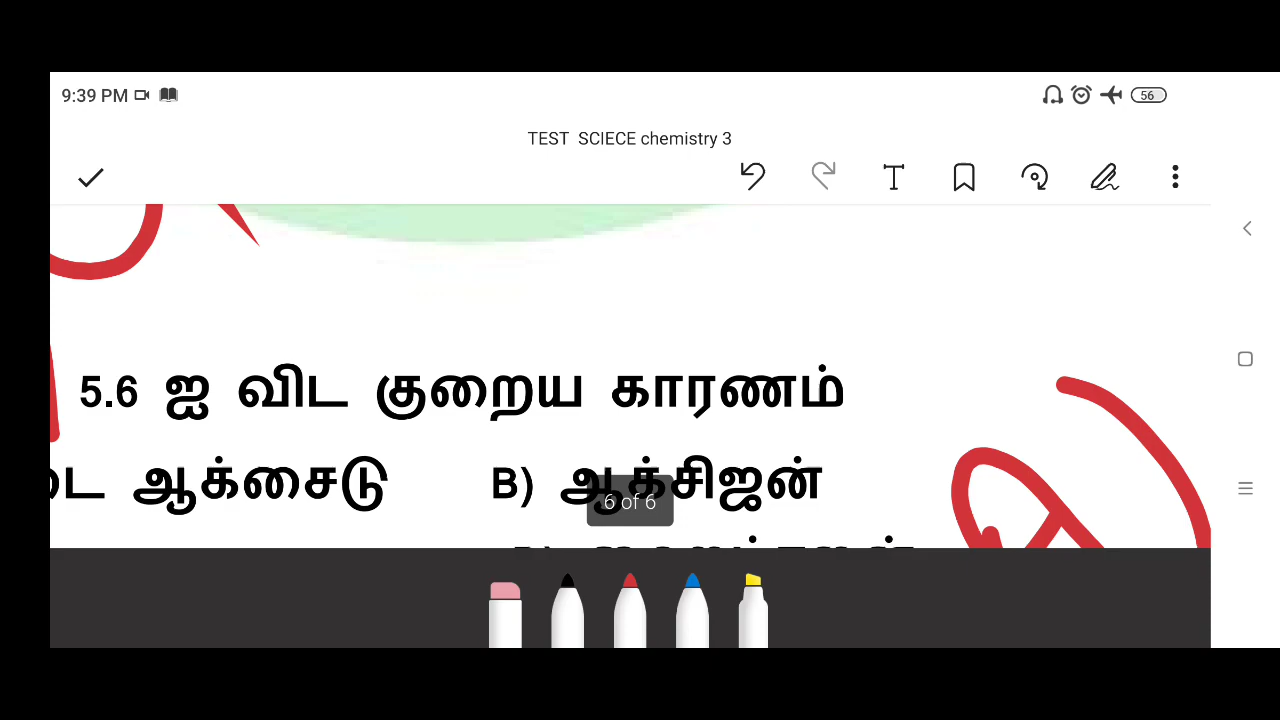 9:39 PM
56
TEST SCIECE chemistry 3
5.6 ஐ விட குறைய காரணம்
டை ஆக்சைடு B) ஆக்சிஜன்
6 of 6